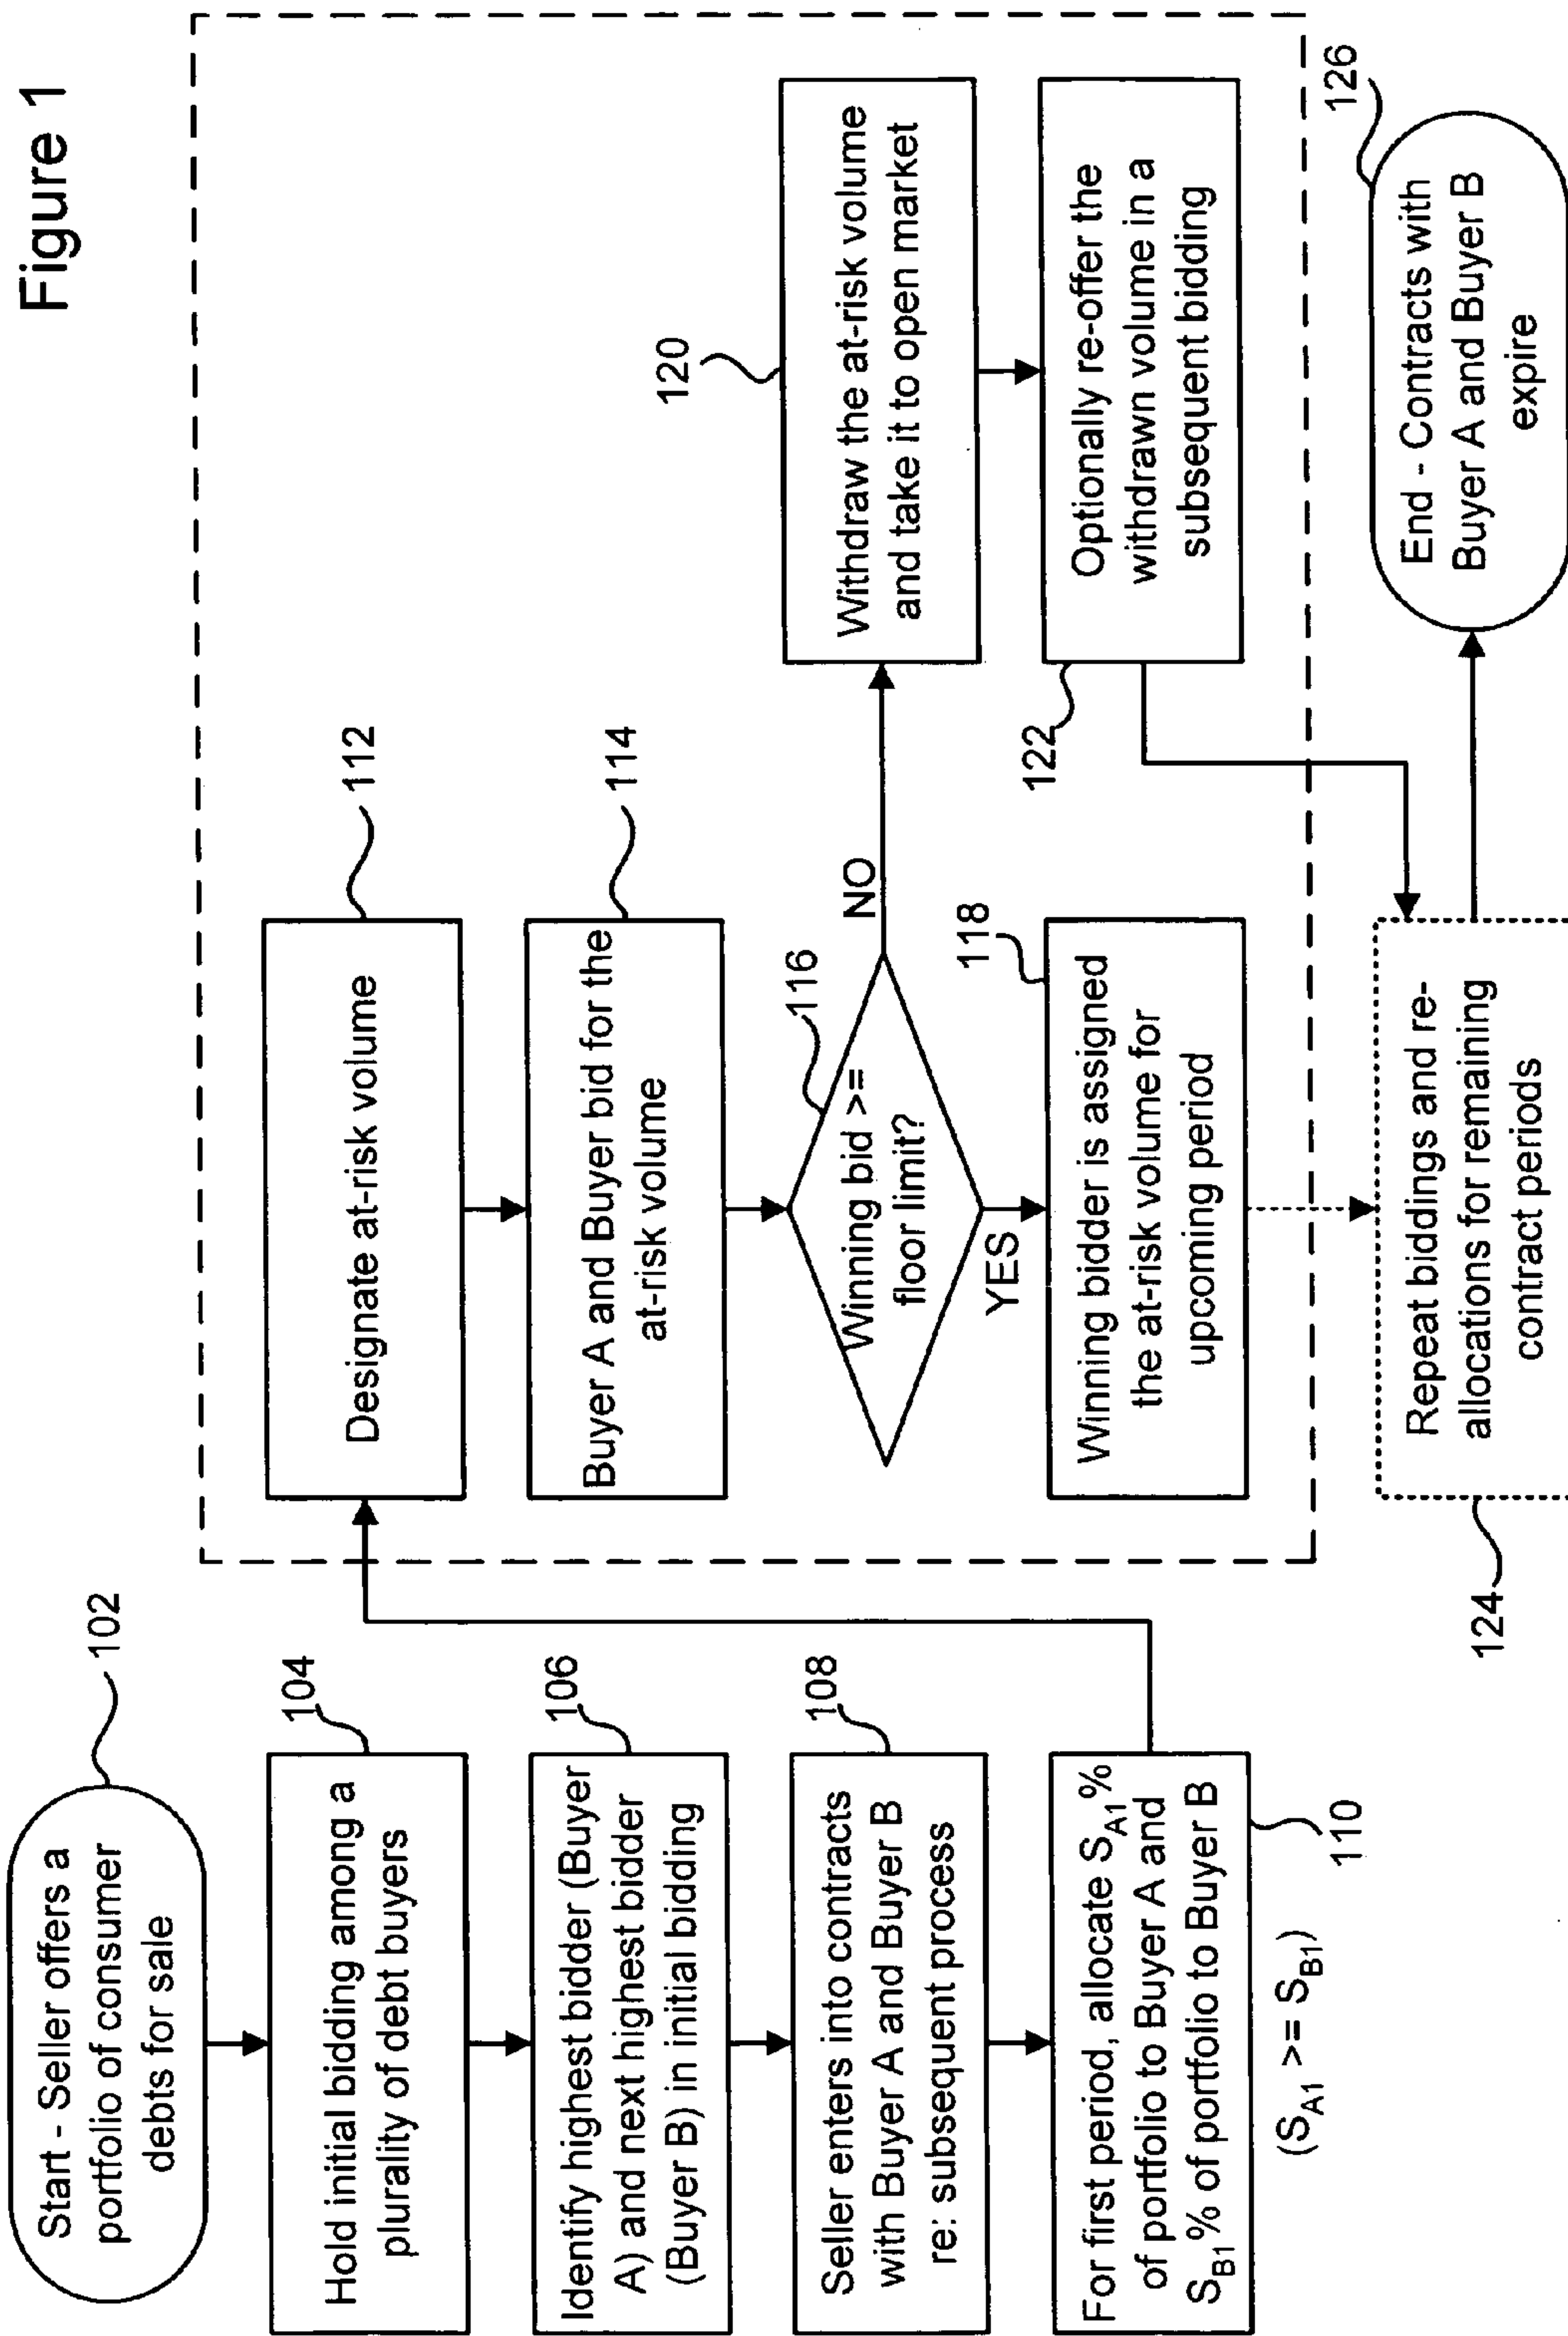 Figure 1
Start - Seller offers a
portfolio of consumer
debts for sale
102
Hold initial bidding among a
plurality of debt buyers
104
Identify highest bidder (Buyer
A) and next highest bidder
(Buyer B) in initial bidding
106
Seller enters into contracts
with Buyer A and Buyer B
re: subsequent process
108
For first period, allocate SA1%
of portfolio to Buyer A and
SB1 % of portfolio to Buyer B
110
(SA1 >= SB1)
Designate at-risk volume
112
Buyer A and Buyer bid for the
at-risk volume
114
Winning bid >=
floor limit?
116
NO
YES
Winning bidder is assigned
the at-risk volume for
upcoming period
118
Withdraw the at-risk volume
and take it to open market
120
Optionally re-offer the
withdrawn volume in a
subsequent bidding
122
Repeat biddings and re-
allocations for remaining
contract periods
124
End - Contracts with
Buyer A and Buyer B
expire
126